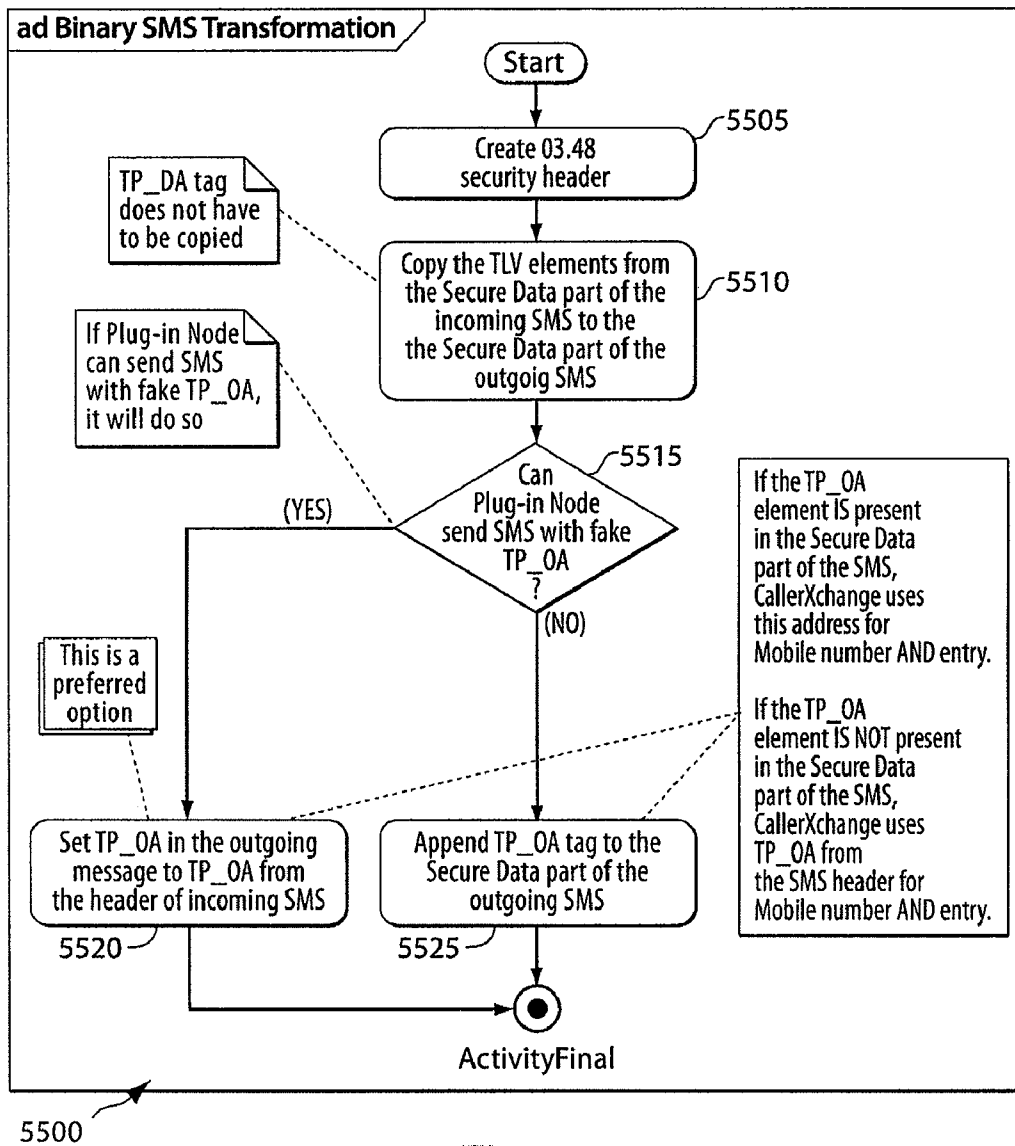 ad Binary SMS Transformation
Start
5505
Create 03.48
security header
TP_DA tag
does not have
to be copied
5510
Copy the TLV elements from
the Secure Data part of the
incoming SMS to the
the Secure Data part of the
outgoig SMS
If Plug-in Node
can send SMS
with fake TP_OA,
it will do so
5515
Can
Plug-in Node
send SMS with fake
TP_OA
?
(YES)
(NO)
If the TP_OA
element IS present
in the Secure Data
part of the SMS,
CallerXchange uses
this address for
Mobile number AND entry.
If the TP_OA
element IS NOT present
in the Secure Data
part of the SMS,
CallerXchange uses
TP_OA from
the SMS header for
Mobile number AND entry.
This is a
preferred
option
Set TP_OA in the outgoing
message to TP_OA from
the header of incoming SMS
5520
Append TP_OA tag to the
Secure Data part of the
outgoing SMS
5525
ActivityFinal
5500